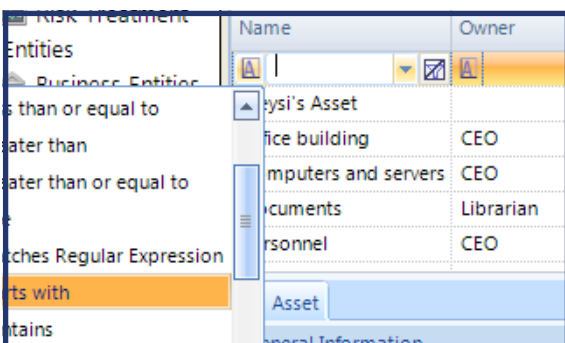 Risk Treatment
Entities
Business Entities
s than or equal to
ater than
ater than or equal to
e
tches Regular Expression
rts with
ntains
Name Owner
A A
eysi's Asset
fice building CEO
mputers and servers CEO
cuments Librarian
rsonnel CEO
Asset
neral Information